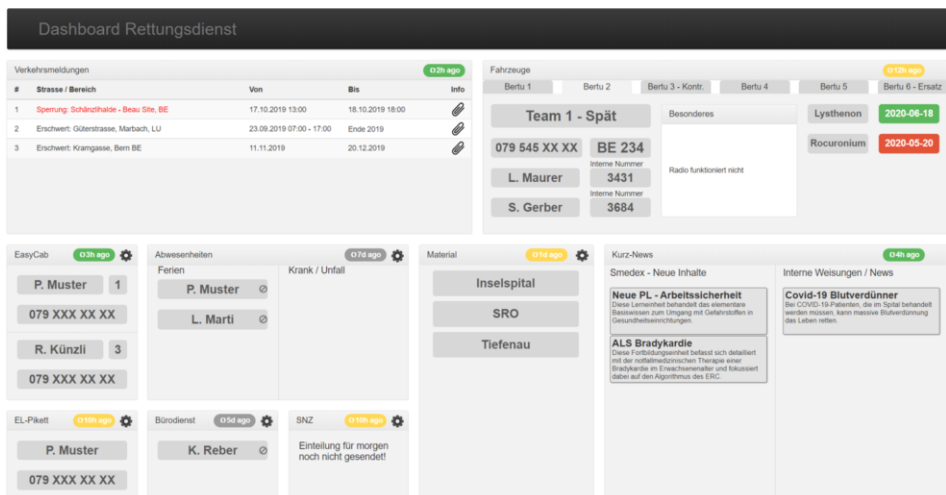 Dashboard Rettungsdienst
Verkehrsmeldungen
2h ago
# Strasse / Bereich Von Bis Info
1 Sperrung: Schänzlihalde - Beau Site, BE 17.10.2019 13:00 18.10.2019 18:00
2 Erschwert: Güterstrasse, Marbach, LU 23.09.2019 07:00 - 17:00 Ende 2019
3 Erschwert: Kramgasse, Bern BE 11.11.2019 20.12.2019
Fahrzeuge
12h ago
Bertu 1 Bertu 2 Bertu 3 - Kontr. Bertu 4 Bertu 5 Bertu 6 - Ersatz
Team 1 - Spät
079 545 XX XX BE 234
Interne Nummer
L. Maurer 3431
Interne Nummer
S. Gerber 3684
Besonderes
Radio funktioniert nicht
Lysthenon 2020-06-18
Rocuronium 2020-05-20
EasyCab
3h ago
P. Muster 1
079 XXX XX XX
R. Künzli 3
079 XXX XX XX
Abwesenheiten
7d ago
Ferien
P. Muster
L. Marti
Krank / Unfall
Material
1d ago
Inselspital
SRO
Tiefenau
Kurz-News
4h ago
Smedex - Neue Inhalte
Neue PL - Arbeitssicherheit
Diese Lerneinheit behandelt das elementare
Basiswissen zum Umgang mit Gefahrstoffen in
Gesundheitseinrichtungen.
ALS Bradykardie
Diese Fortbildungseinheit befasst sich detailliert
mit der notfallmedizinischen Therapie einer
Bradykardie im Erwachsenenalter und fokussiert
dabei auf den Algorithmus des ERC.
Interne Weisungen / News
Covid-19 Blutverdünner
Bei COVID-19-Patienten, die im Spital behandelt
werden müssen, kann massive Blutverdünnung
das Leben retten.
EL-Pikett
P. Muster
079 XXX XX XX
Bürodienst
5d ago
K. Reber
SNZ
Einteilung für morgen
noch nicht gesendet!